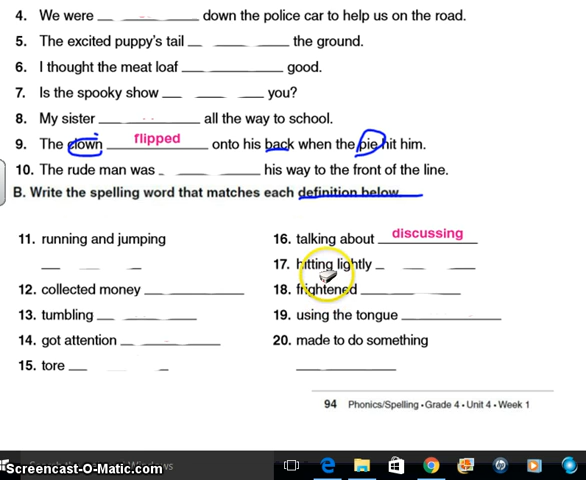 4. We were ___ down the police car to help us on the road.
5. The excited puppy's tail ___ the ground.
6. I thought the meat loaf ___ good.
7. Is the spooky show ___ you?
8. My sister ___ all the way to school.
9. The clown flipped onto his back when the pie hit him.
10. The rude man was ___ his way to the front of the line.
B. Write the spelling word that matches each definition below.
11. running and jumping
12. collected money
13. tumbling
14. got attention
15. tore
16. talking about discussing
17. hitting lightly
18. frightened
19. using the tongue
20. made to do something
94 Phonics/Spelling • Grade 4 • Unit 4 • Week 1
Screencast-O-Matic.com